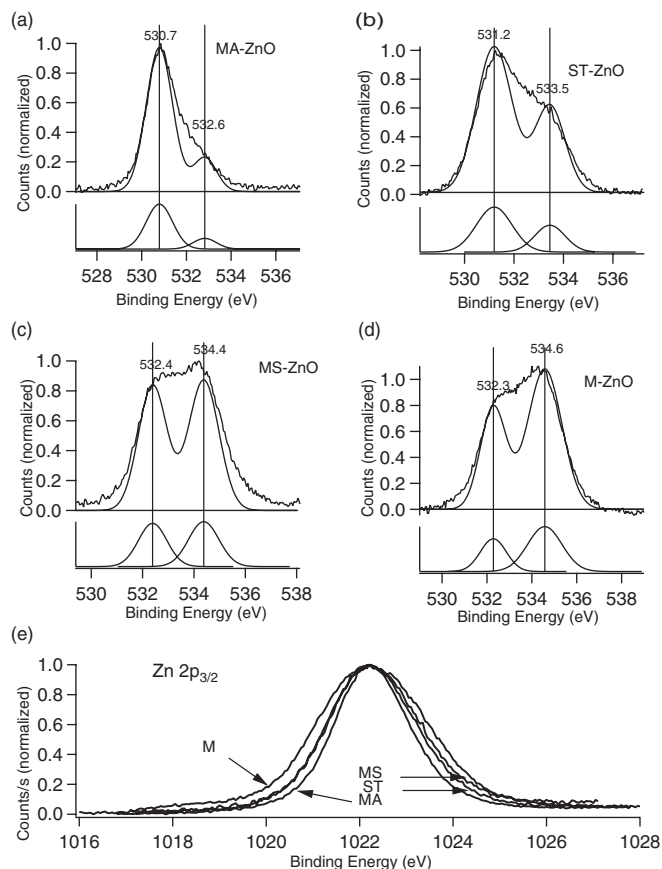 (a)
530.7
MA-ZnO
532.6
1.0
0.8
0.6
0.4
0.2
0.0
Counts (normalized)
528 530 532 534 536
Binding Energy (eV)
(b)
531.2
ST-ZnO
533.5
1.0
0.8
0.6
0.4
0.2
0.0
Counts (normalized)
530 532 534 536
Binding Energy (eV)
(c)
534.4
532.4
MS-ZnO
1.0
0.8
0.6
0.4
0.2
0.0
Counts (normalized)
530 532 534 536 538
Binding Energy (eV)
(d)
534.6
532.3
M-ZnO
1.0
0.8
0.6
0.4
0.2
0.0
Counts (normalized)
530 532 534 536 538
Binding Energy (eV)
(e)
Zn 2p3/2
M
MS
ST
MA
1.0
0.8
0.6
0.4
0.2
0.0
Counts/s (normalized)
1016 1018 1020 1022 1024 1026 1028
Binding Energy (eV)